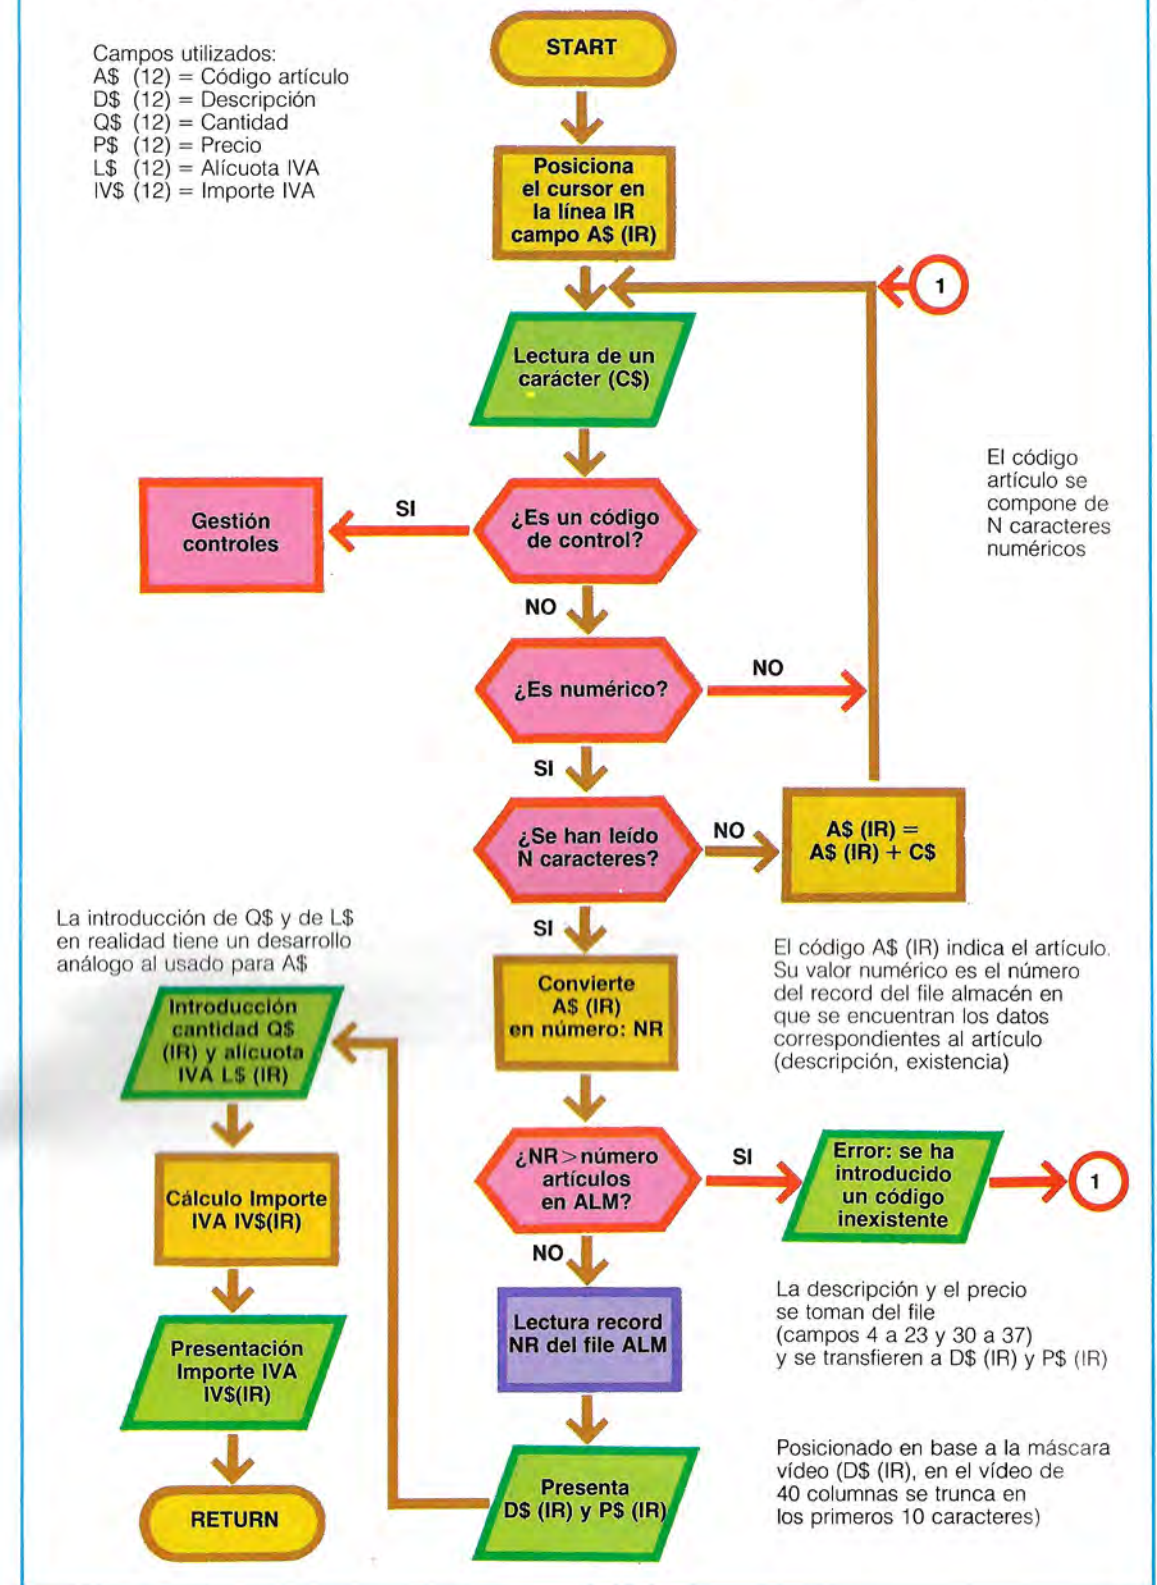 Campos utilizados:
A$ (12) = Código artículo
D$ (12) = Descripción
Q$ (12) = Cantidad
P$ (12) = Precio
L$ (12) = Alícuota IVA
IV$ (12) = Importe IVA
START
Posiciona
el cursor en
la línea IR
campo A$ (IR)
1
Lectura de un
carácter (C$)
El código
artículo se
compone de
N caracteres
numéricos
¿Es un código
de control?
SI
Gestión
controles
NO
¿Es numérico?
NO
SI
¿Se han leído
N caracteres?
NO
A$ (IR) =
A$ (IR) + C$
SI
Convierte
A$ (IR)
en número: NR
El código A$ (IR) indica el artículo.
Su valor numérico es el número
del record del file almacén en
que se encuentran los datos
correspondientes al artículo
(descripción, existencia)
¿NR > número
artículos
en ALM?
SI
Error: se ha
introducido
un código
inexistente
1
NO
Lectura record
NR del file ALM
La descripción y el precio
se toman del file
(campos 4 a 23 y 30 a 37)
y se transfieren a D$ (IR) y P$ (IR)
Presenta
D$ (IR) y P$ (IR)
Posicionado en base a la máscara
vídeo (D$ (IR), en el vídeo de
40 columnas se trunca en
los primeros 10 caracteres)
La introducción de Q$ y de L$
en realidad tiene un desarrollo
análogo al usado para A$
Introducción
cantidad Q$
(IR) y alícuota
IVA L$ (IR)
Cálculo Importe
IVA IV$(IR)
Presentación
Importe IVA
IV$(IR)
RETURN